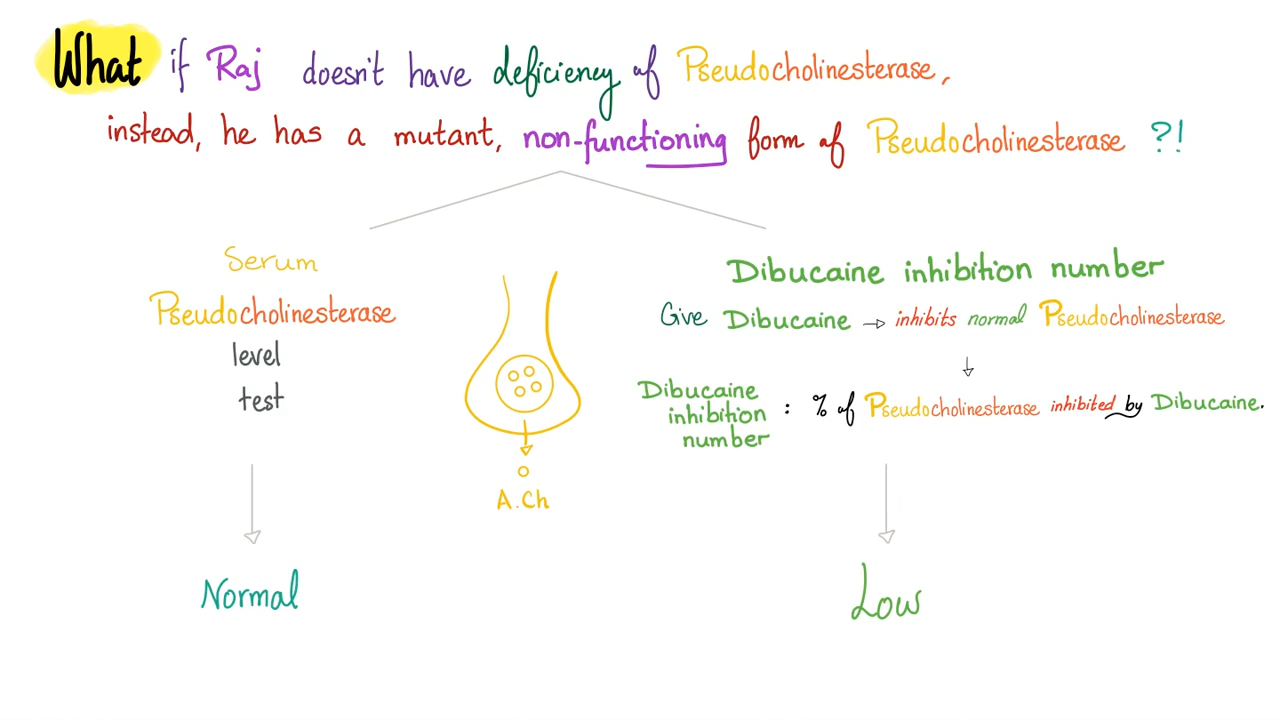 What if Raj doesn't have deficiency of Pseudocholinesterase,
instead, he has a mutant, non-functioning form of Pseudocholinesterase ?!
Serum
Pseudocholinesterase
level
test
Normal
A.Ch
Dibucaine inhibition number
Give Dibucaine → inhibits normal Pseudocholinesterase
↓
Dibucaine
inhibition
number
: % of Pseudocholinesterase inhibited by Dibucaine.
Low